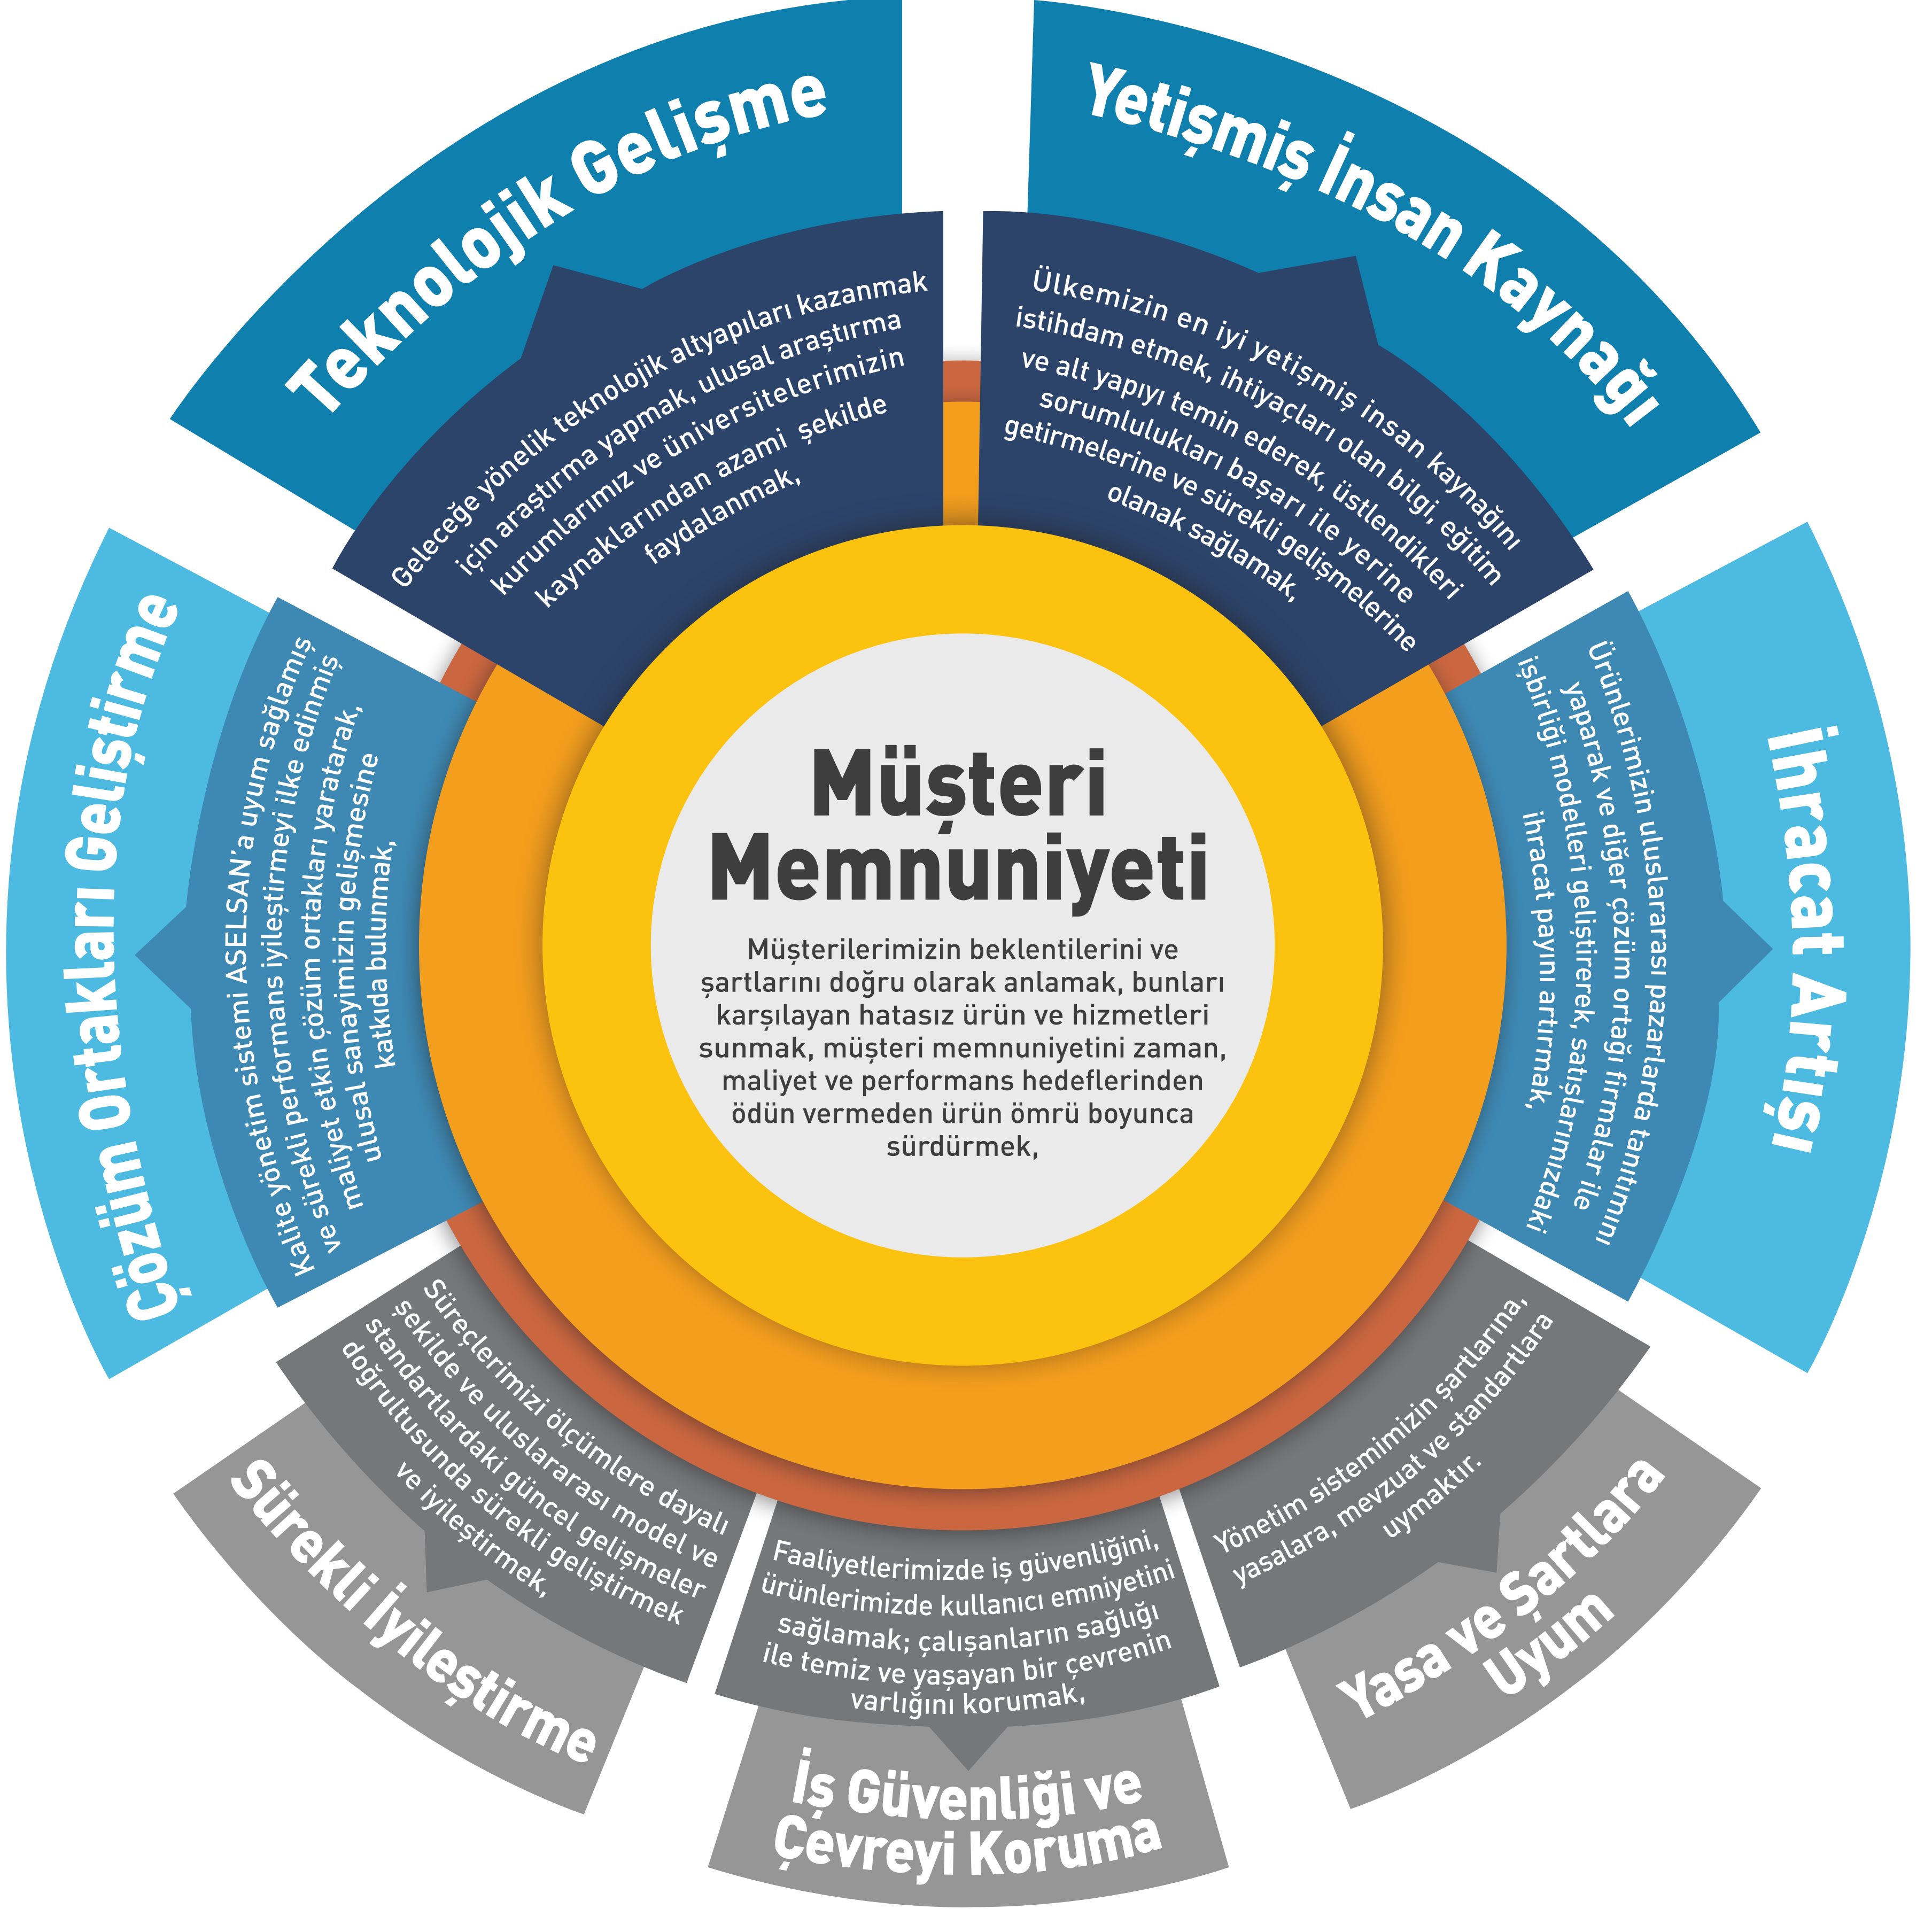 Müşteri
Memnuniyeti
Müşterilerimizin beklentilerini ve
şartlarını doğru olarak anlamak, bunları
karşılayan hatasız ürün ve hizmetleri
sunmak, müşteri memnuniyetini zaman,
maliyet ve performans hedeflerinden
ödün vermeden ürün ömrü boyunca
sürdürmek,
Teknolojik Gelişme
Geleceğe yönelik teknolojik altyapıları kazanmak
için araştırma yapmak, ulusal araştırma
kurumlarımız ve üniversitelerimizin
kaynaklarından azami şekilde
faydalanmak,
Yetişmiş İnsan Kaynağı
Ülkemizin en iyi yetişmiş insan kaynağını
istihdam etmek, ihtiyaçları olan bilgi, eğitim
ve alt yapıyı temin ederek, üstlendikleri
sorumlulukları başarı ile yerine
getirmelerine ve sürekli gelişmelerine
olanak sağlamak,
İhracat Artışı
Ürünlerimizin uluslararası pazarlarda tanıtımını
yaparak ve diğer çözüm ortağı firmalar ile
işbirliği modelleri geliştirerek, satışlarımızdaki
ihracat payını artırmak,
Yasa ve Şartlara
Uyum
Yönetim sistemimizin şartlarına,
yasalara, mevzuat ve standartlara
uymaktır.
İş Güvenliği ve
Çevreyi Koruma
Faaliyetlerimizde iş güvenliğini,
ürünlerimizde kullanıcı emniyetini
sağlamak; çalışanların sağlığı
ile temiz ve yaşayan bir çevrenin
varlığını korumak,
Sürekli İyileştirme
Süreçlerimizi ölçümlere dayalı
şekilde ve uluslararası model ve
standartlardaki güncel gelişmeler
doğrultusunda sürekli geliştirmek
ve iyileştirmek,
Çözüm Ortakları Geliştirme
Kalite yönetim sistemi ASELSAN’a uyum sağlamış
ve sürekli performans iyileştirmeyi ilke edinmiş
maliyet etkin çözüm ortakları yaratarak,
ulusal sanayimizin gelişmesine
katkıda bulunmak,